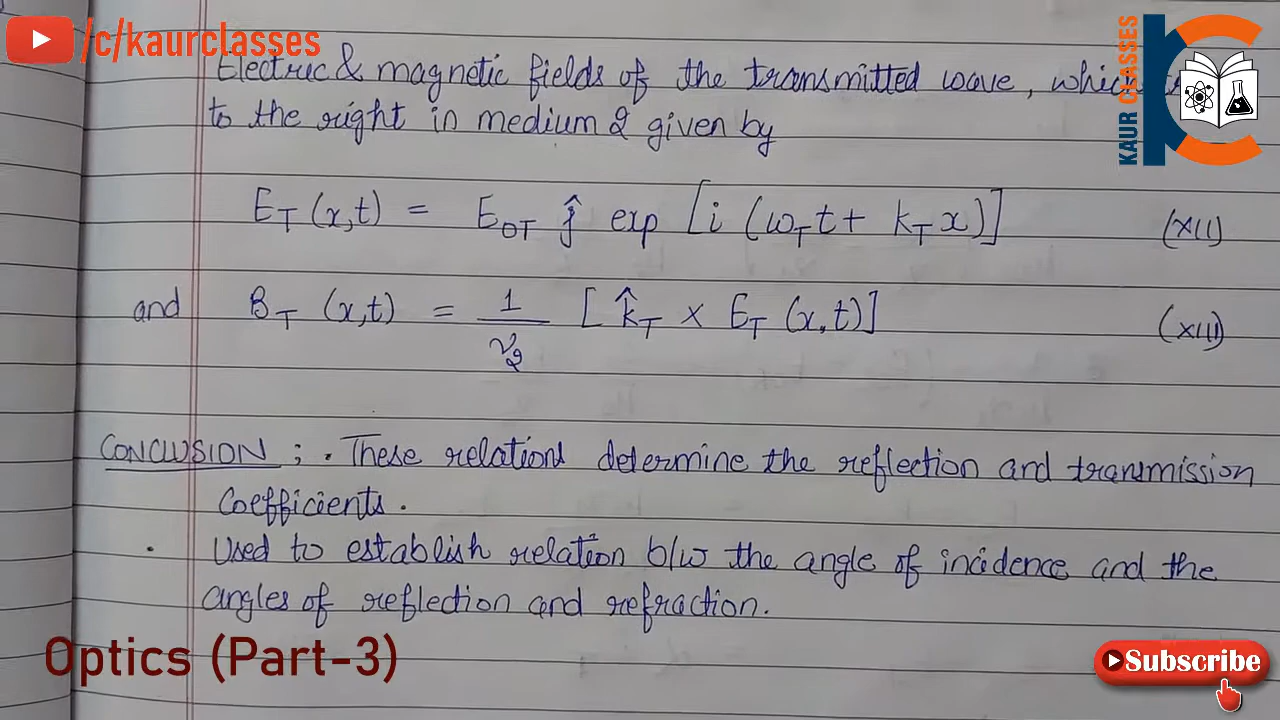 /c/kaurclasses
KAUR CLASSES
Electric & magnetic fields of the transmitted wave, which
to the right in medium 2 given by
E_T (x,t) = E_OT ĵ exp [i (ω_T t + k_T x)] (XII)
and B_T (x,t) = 1/v_2 [k̂_T × E_T (x,t)] (XIII)
CONCLUSION ; . These relations determine the reflection and transmission
Coefficients .
. Used to establish relation b/w the angle of incidence and the
angles of reflection and refraction.
Optics (Part-3)
Subscribe